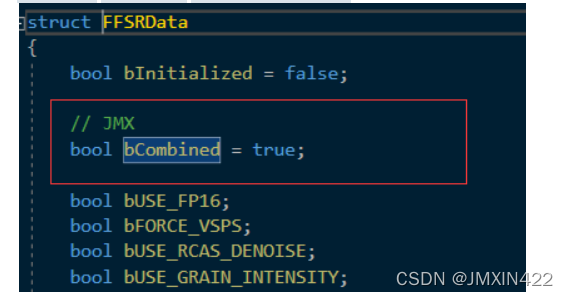 struct FFSRData
{
bool bInitialized = false;
// JMX
bool bCombined = true;
bool bUSE_FP16;
bool bFORCE_VSPS;
bool bUSE_RCAS_DENOISE;
bool bUSE_GRAIN_INTENSITY;
CSDN @JMXIN422